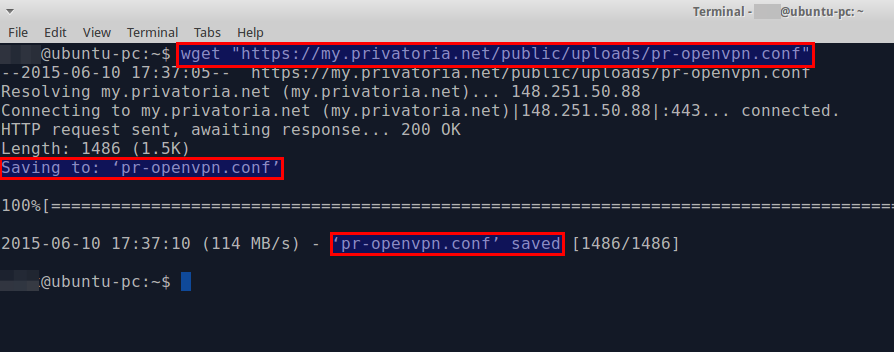 Terminal - @ubuntu-pc: ~
File Edit View Terminal Tabs Help
@ubuntu-pc:~$ wget "https://my.privatoria.net/public/uploads/pr-openvpn.conf"
--2015-06-10 17:37:05-- https://my.privatoria.net/public/uploads/pr-openvpn.conf
Resolving my.privatoria.net (my.privatoria.net)... 148.251.50.88
Connecting to my.privatoria.net (my.privatoria.net)|148.251.50.88|:443... connected.
HTTP request sent, awaiting response... 200 OK
Length: 1486 (1.5K)
Saving to: ‘pr-openvpn.conf’
100%[==============================================================================
2015-06-10 17:37:10 (114 MB/s) - ‘pr-openvpn.conf’ saved [1486/1486]
@ubuntu-pc:~$